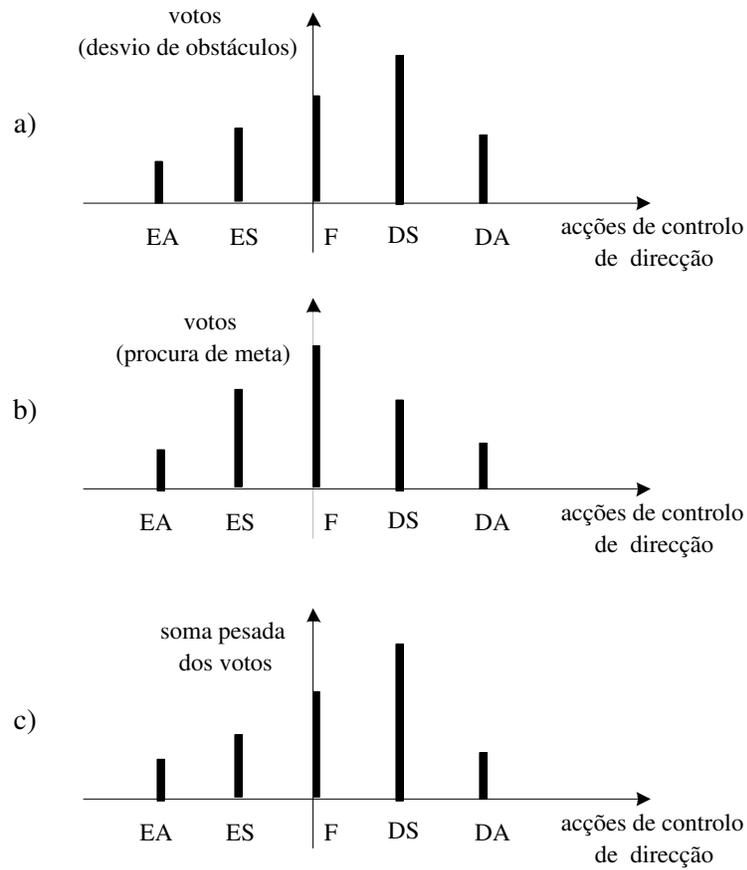 votos
(desvio de obstáculos)
a)
EA ES F DS DA
acções de controlo
de direcção
votos
(procura de meta)
b)
EA ES F DS DA
acções de controlo
de direcção
soma pesada
dos votos
c)
EA ES F DS DA
acções de controlo
de direcção